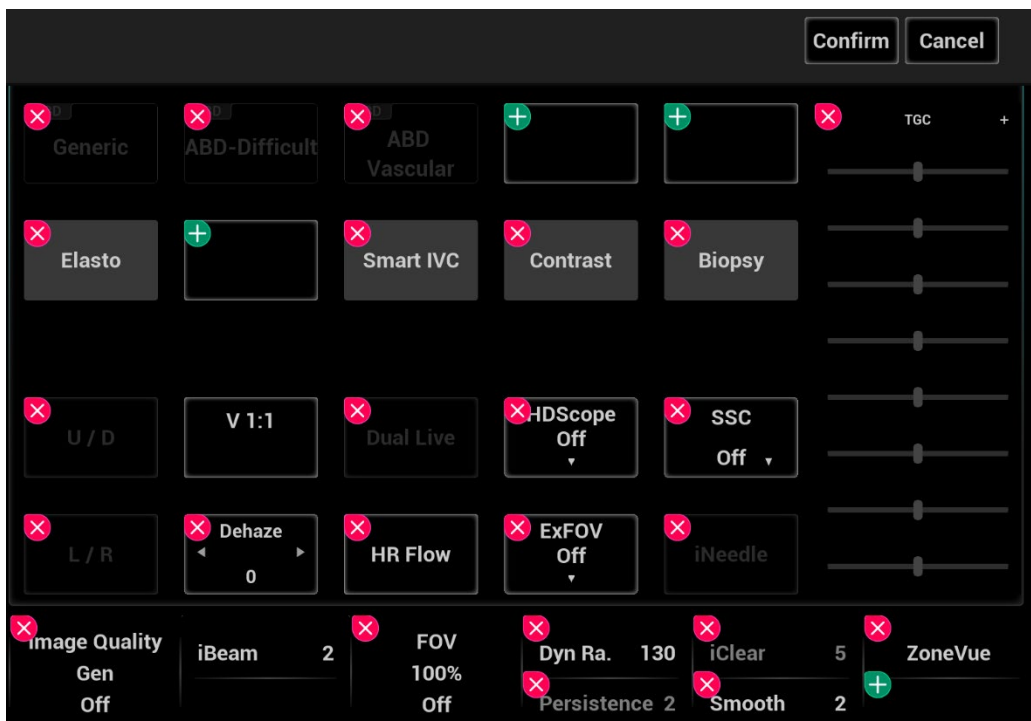 Confirm Cancel
Generic
ABD-Difficult
ABD
Vascular
TGC +
Elasto
Smart IVC
Contrast
Biopsy
U / D
V 1:1
Dual Live
HDScope
Off
SSC
Off
L / R
Dehaze
0
HR Flow
ExFOV
Off
iNeedle
Image Quality
Gen
Off
iBeam 2
FOV
100%
Off
Dyn Ra. 130
Persistence 2
iClear 5
Smooth 2
ZoneVue